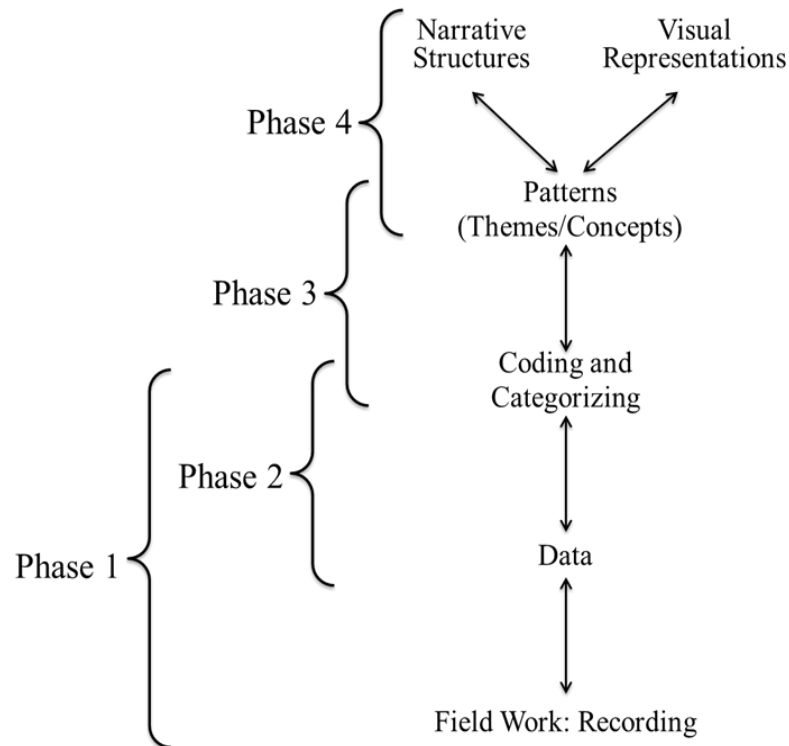 Narrative
Structures
Visual
Representations
Phase 4
Patterns
(Themes/Concepts)
Phase 3
Coding and
Categorizing
Phase 2
Data
Phase 1
Field Work: Recording